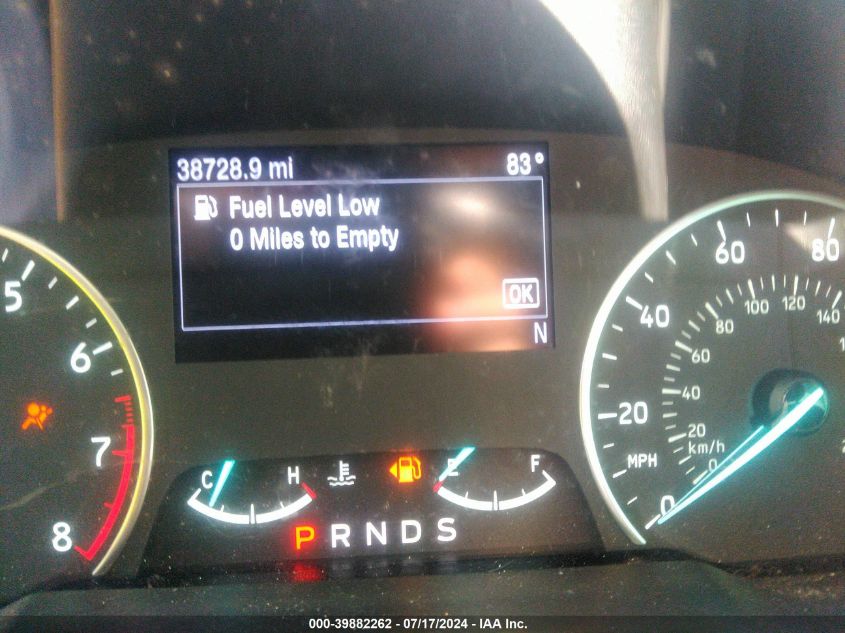 38728.9 mi 83°
Fuel Level Low
0 Miles to Empty
OK
N
5
6
7
8
C H
E F
P R N D S
0 20 40 60 80
MPH
km/h
0 20 40 60 80 100 120 140
000-39882262 - 07/17/2024 - IAA Inc.